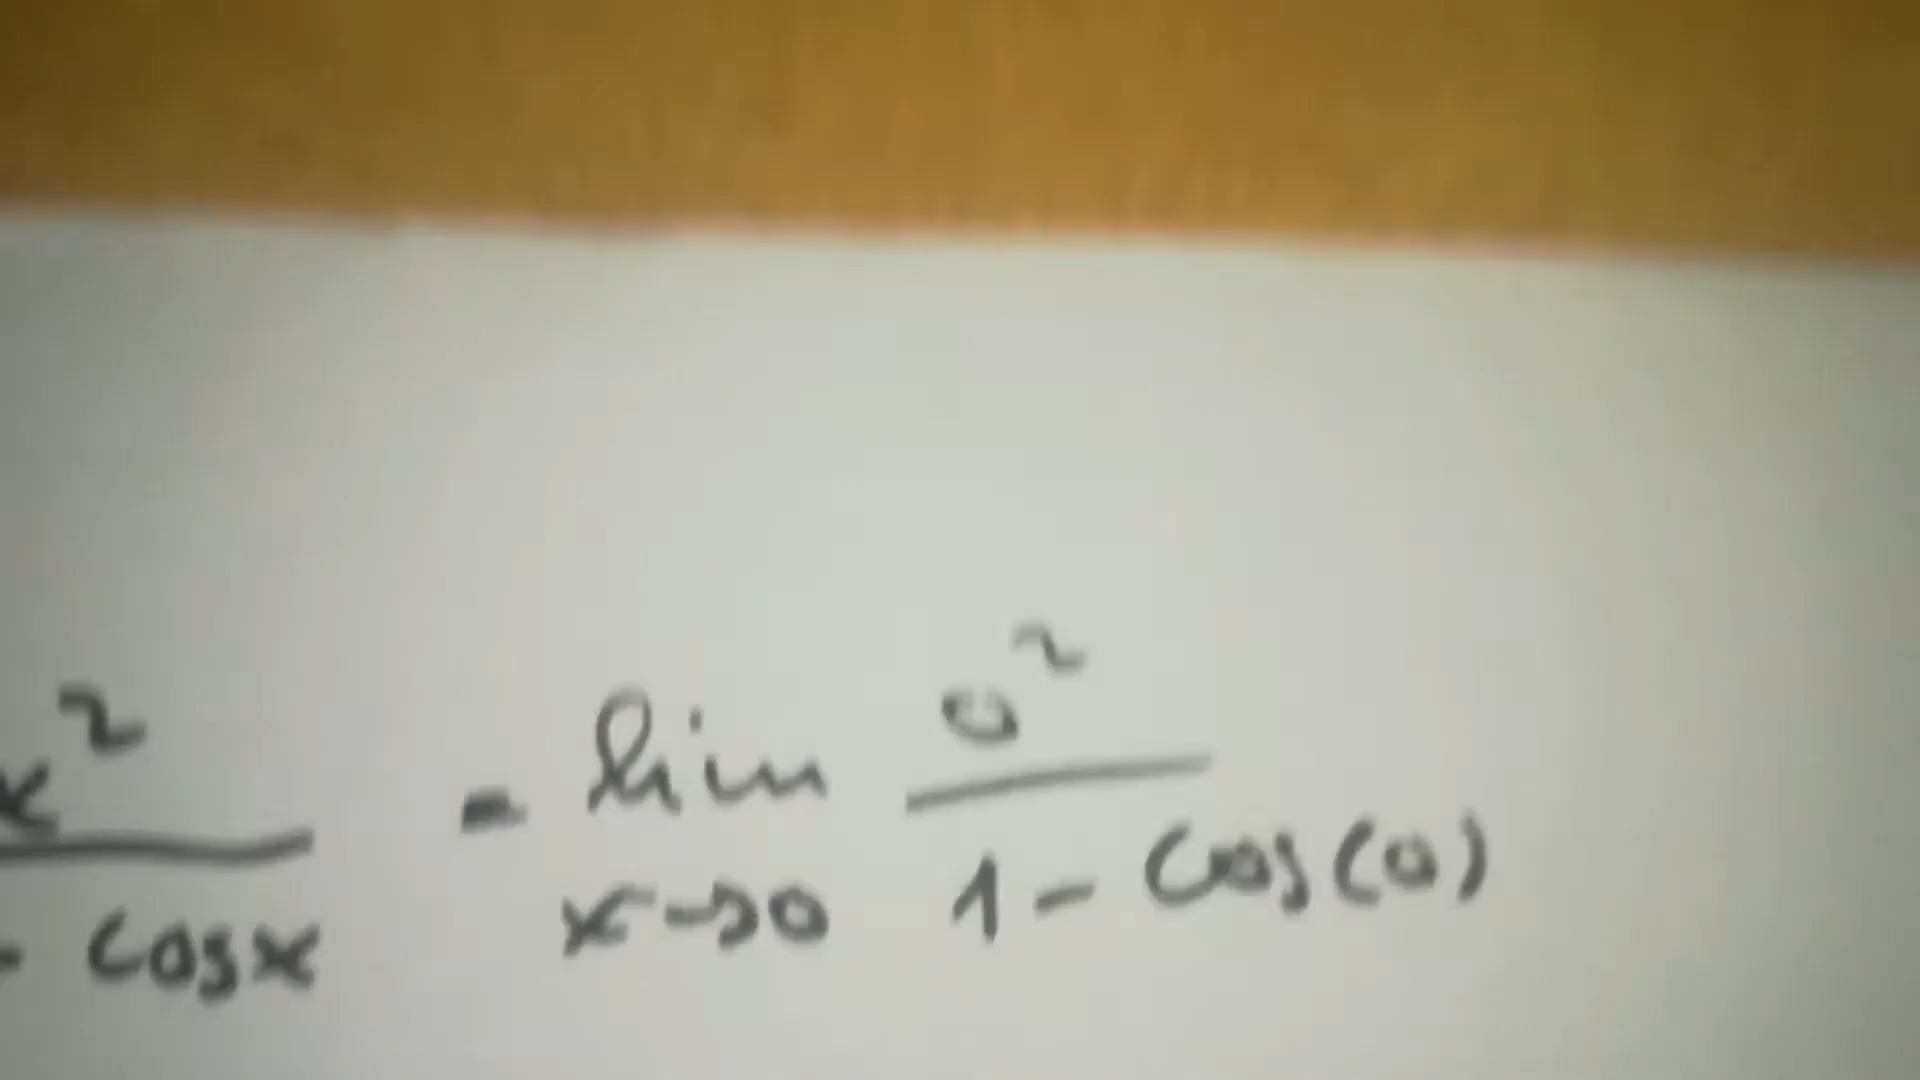 x² = lim 0²
- cosx x→0 1 - cos(0)